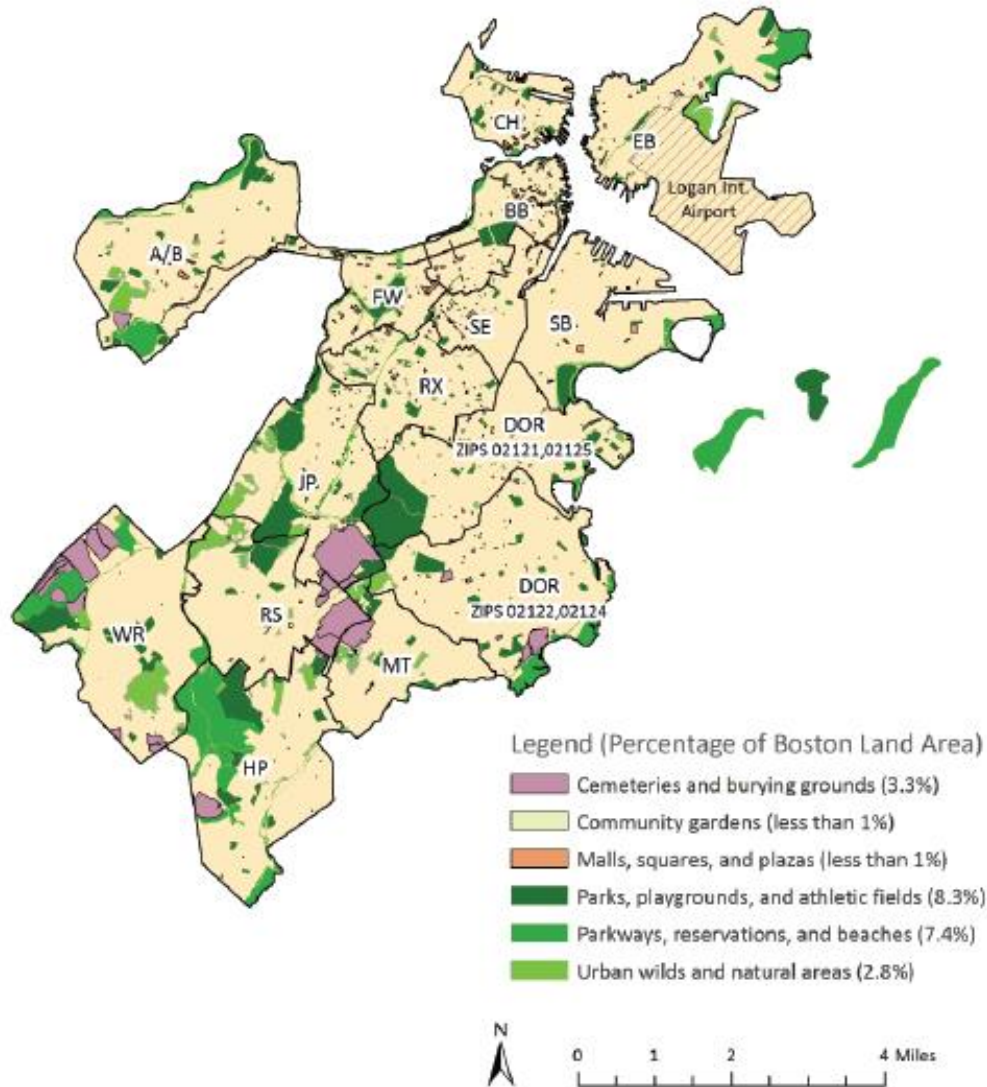 CH
EB
Logan Int.
Airport
BB
A/B
FW
SE
SB
RX
DOR
ZIPS 02121,02125
JP
DOR
ZIPS 02122,02124
RS
WR
MT
HP
Legend (Percentage of Boston Land Area)
Cemeteries and burying grounds (3.3%)
Community gardens (less than 1%)
Malls, squares, and plazas (less than 1%)
Parks, playgrounds, and athletic fields (8.3%)
Parkways, reservations, and beaches (7.4%)
Urban wilds and natural areas (2.8%)
N
0 1 2 4 Miles